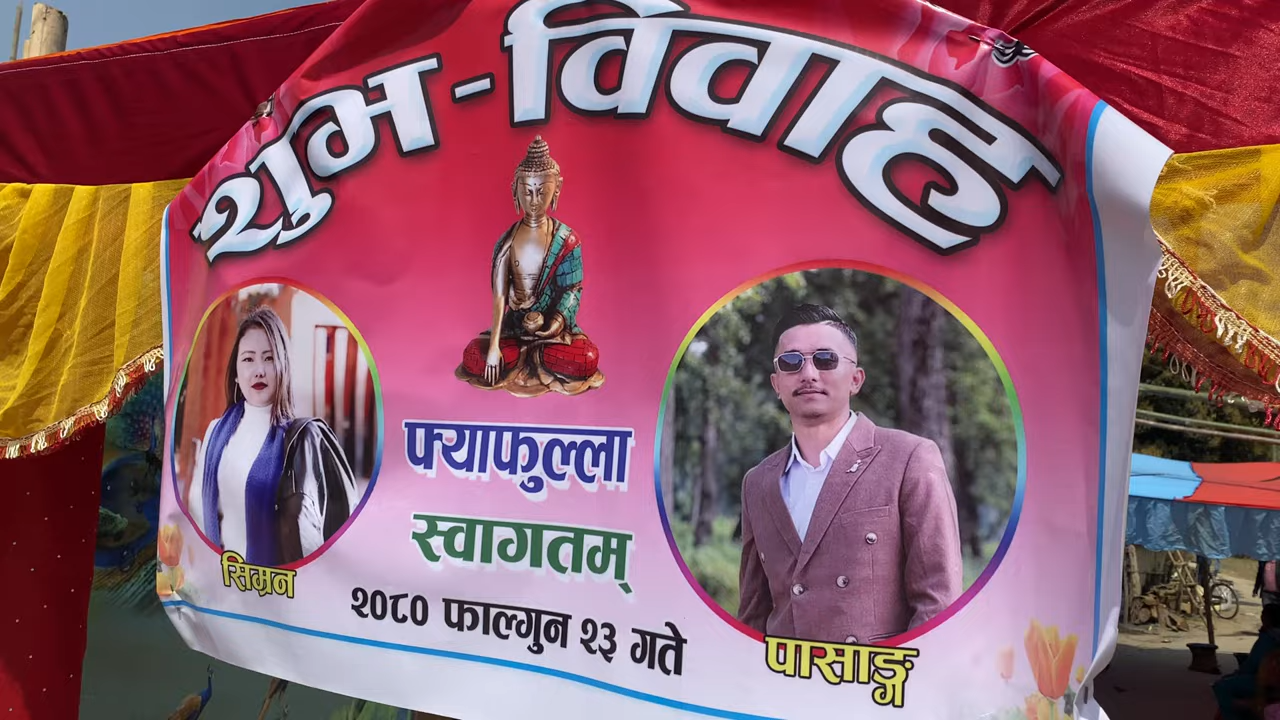 शुभ-विवाह
फ्याफुल्ला
स्वागतम्
सिम्रन
२०८० फाल्गुन २३ गते
पासाङ्ग